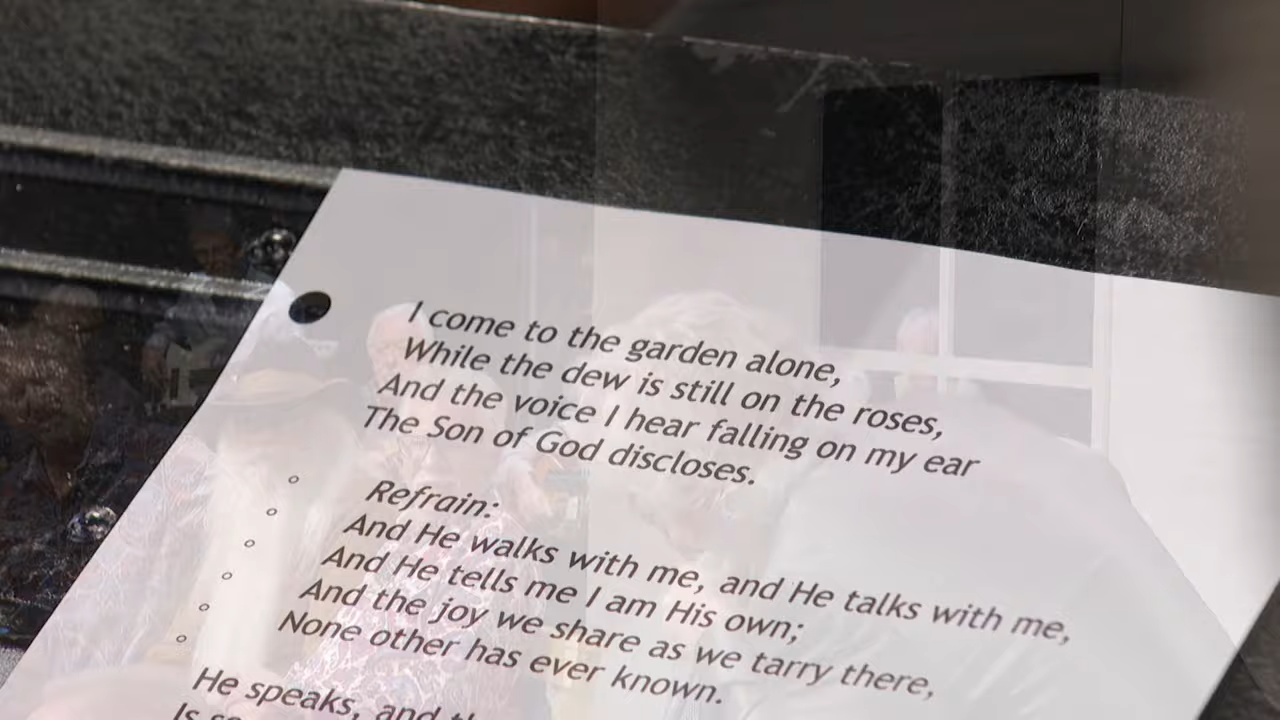 I come to the garden alone,
While the dew is still on the roses,
And the voice I hear falling on my ear
The Son of God discloses.
Refrain:
And He walks with me, and He talks with me,
And He tells me I am His own;
And the joy we share as we tarry there,
None other has ever known.
He speaks, and
Is